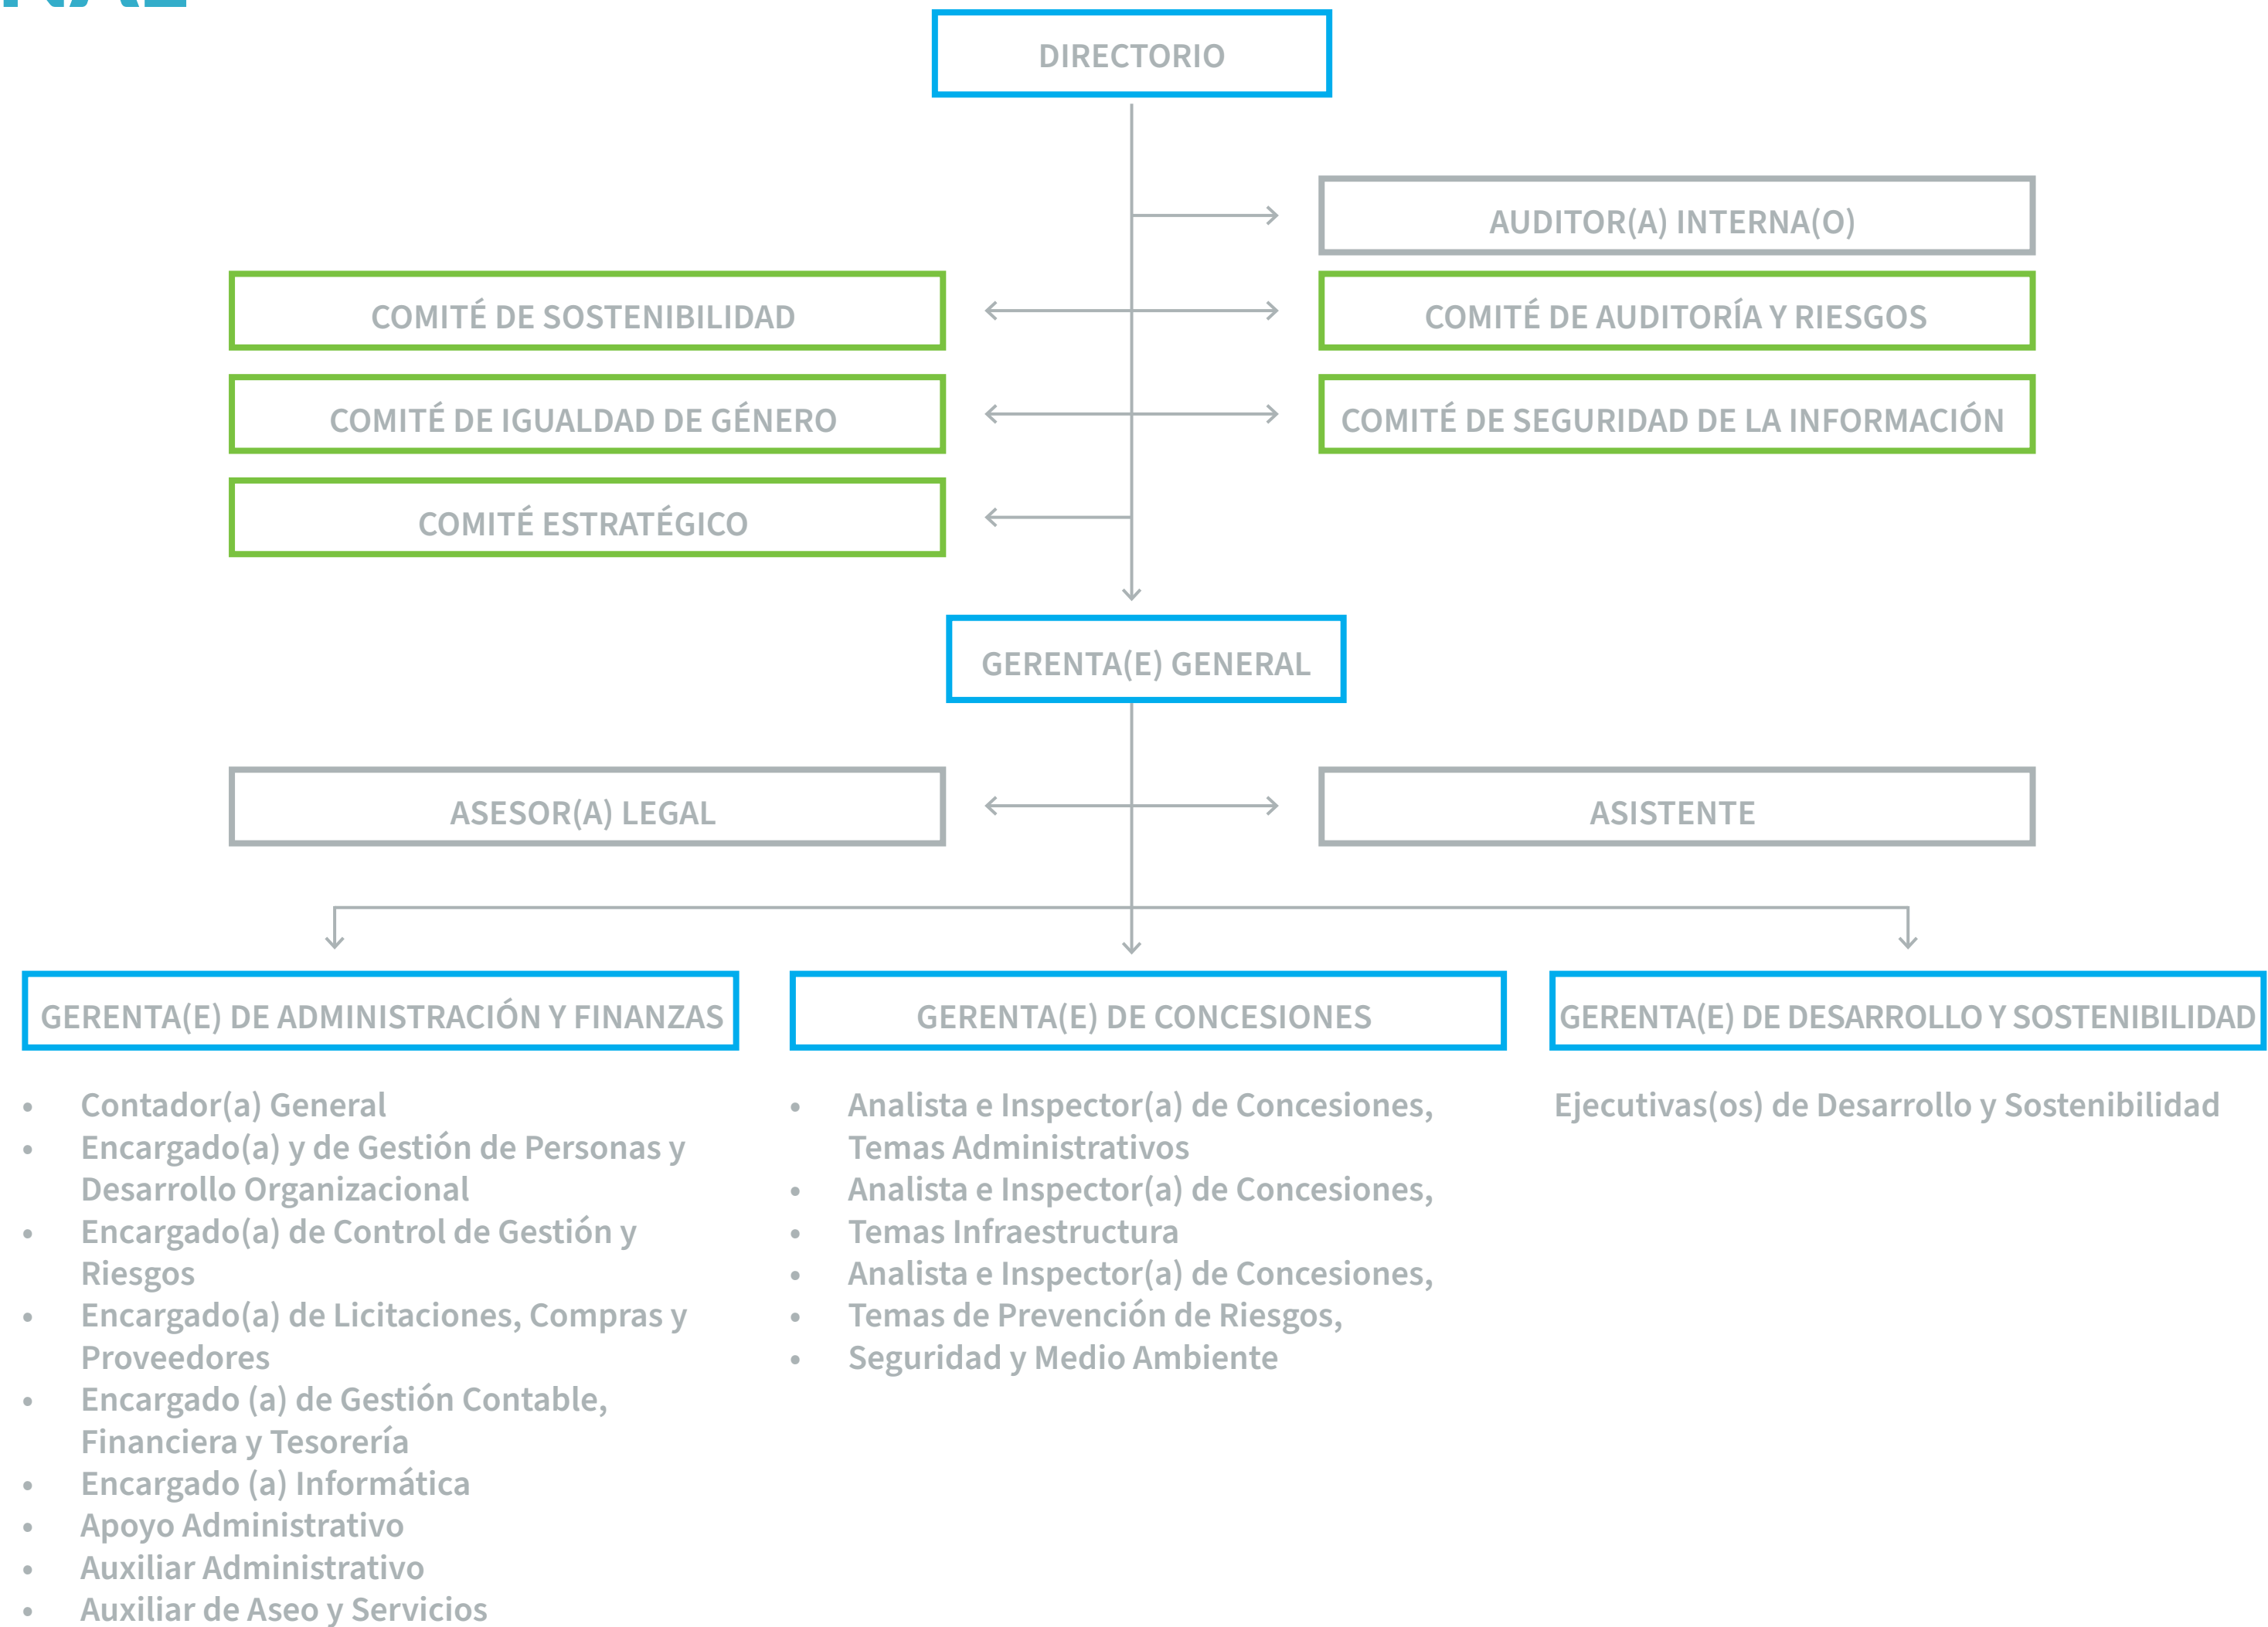 DIRECTORIO
AUDITOR(A) INTERNA(O)
COMITÉ DE SOSTENIBILIDAD
COMITÉ DE AUDITORÍA Y RIESGOS
COMITÉ DE IGUALDAD DE GÉNERO
COMITÉ DE SEGURIDAD DE LA INFORMACIÓN
COMITÉ ESTRATÉGICO
GERENTA(E) GENERAL
ASESOR(A) LEGAL
ASISTENTE
GERENTA(E) DE ADMINISTRACIÓN Y FINANZAS
• Contador(a) General
• Encargado(a) y de Gestión de Personas y
Desarrollo Organizacional
• Encargado(a) de Control de Gestión y
Riesgos
• Encargado(a) de Licitaciones, Compras y
Proveedores
• Encargado (a) de Gestión Contable,
Financiera y Tesorería
• Encargado (a) Informática
• Apoyo Administrativo
• Auxiliar Administrativo
• Auxiliar de Aseo y Servicios
GERENTA(E) DE CONCESIONES
• Analista e Inspector(a) de Concesiones,
Temas Administrativos
• Analista e Inspector(a) de Concesiones,
• Temas Infraestructura
• Analista e Inspector(a) de Concesiones,
• Temas de Prevención de Riesgos,
• Seguridad y Medio Ambiente
GERENTA(E) DE DESARROLLO Y SOSTENIBILIDAD
Ejecutivas(os) de Desarrollo y Sostenibilidad